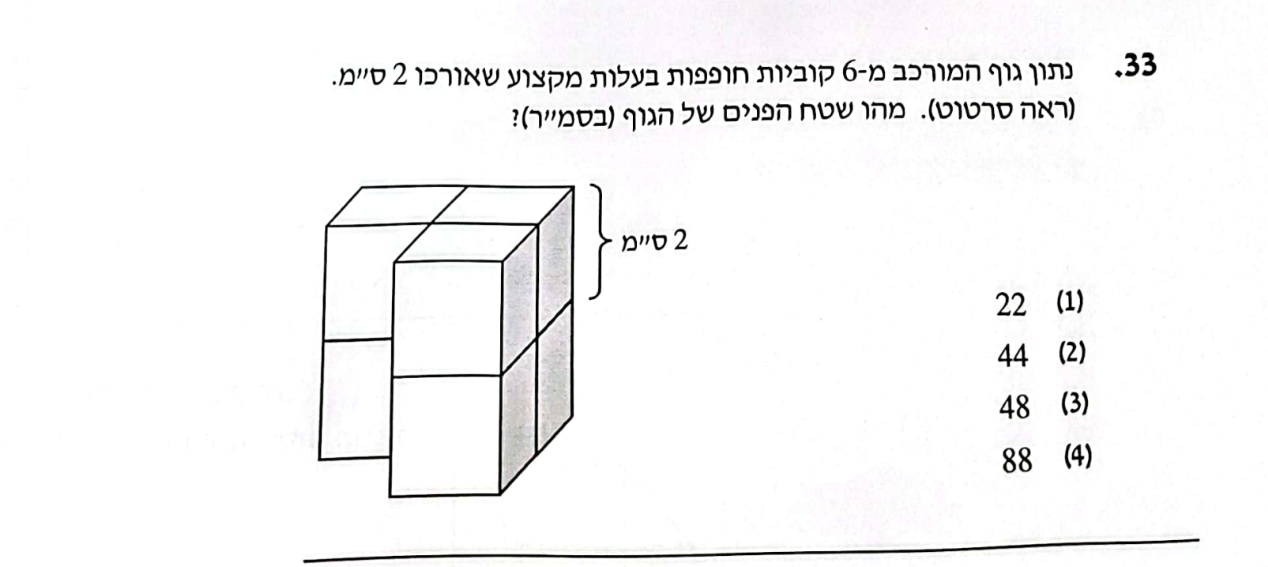 33. נתון גוף המורכב מ-6 קוביות חופפות בעלות מקצוע שאורכו 2 ס״מ.
(ראה סרטוט). מהו שטח הפנים של הגוף (בסמ״ר)?
2 ס״מ
(1) 22
(2) 44
(3) 48
(4) 88